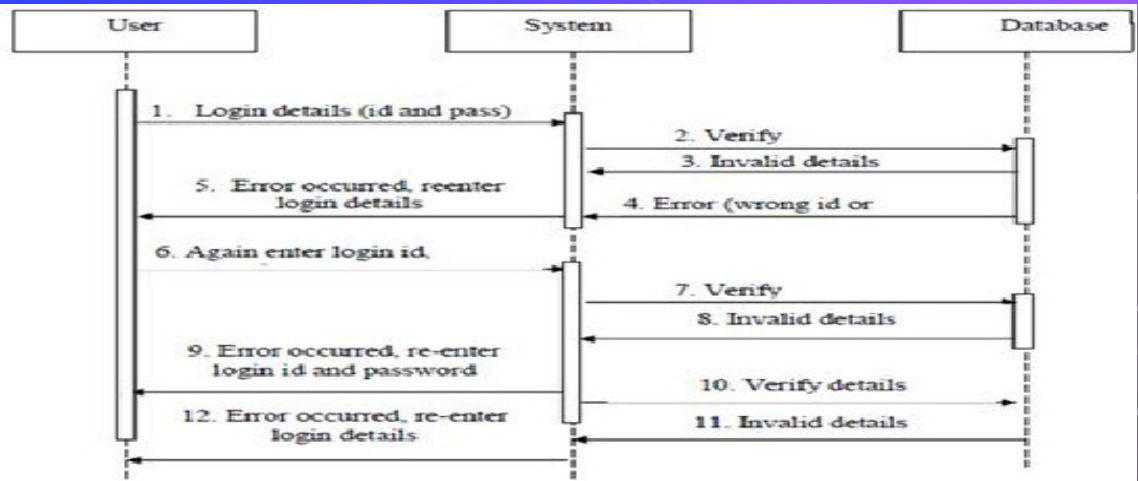 User
System
Database
1. Login details (id and pass)
2. Verify
3. Invalid details
5. Error occurred, reenter
login details
4. Error (wrong id or
6. Again enter login id,
7. Verify
8. Invalid details
9. Error occurred, re-enter
login id and password
10. Verify details
12. Error occurred, re-enter
login details
11. Invalid details